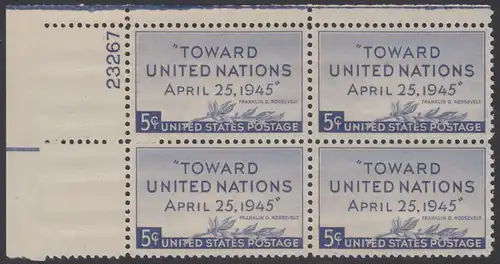 23267
"TOWARD
UNITED NATIONS
APRIL 25, 1945"
FRANKLIN D. ROOSEVELT
5¢ UNITED STATES POSTAGE
"TOWARD
UNITED NATIONS
APRIL 25, 1945"
FRANKLIN D. ROOSEVELT
5¢ UNITED STATES POSTAGE
"TOWARD
UNITED NATIONS
APRIL 25, 1945"
FRANKLIN D. ROOSEVELT
5¢ UNITED STATES POSTAGE
"TOWARD
UNITED NATIONS
APRIL 25, 1945"
FRANKLIN D. ROOSEVELT
5¢ UNITED STATES POSTAGE